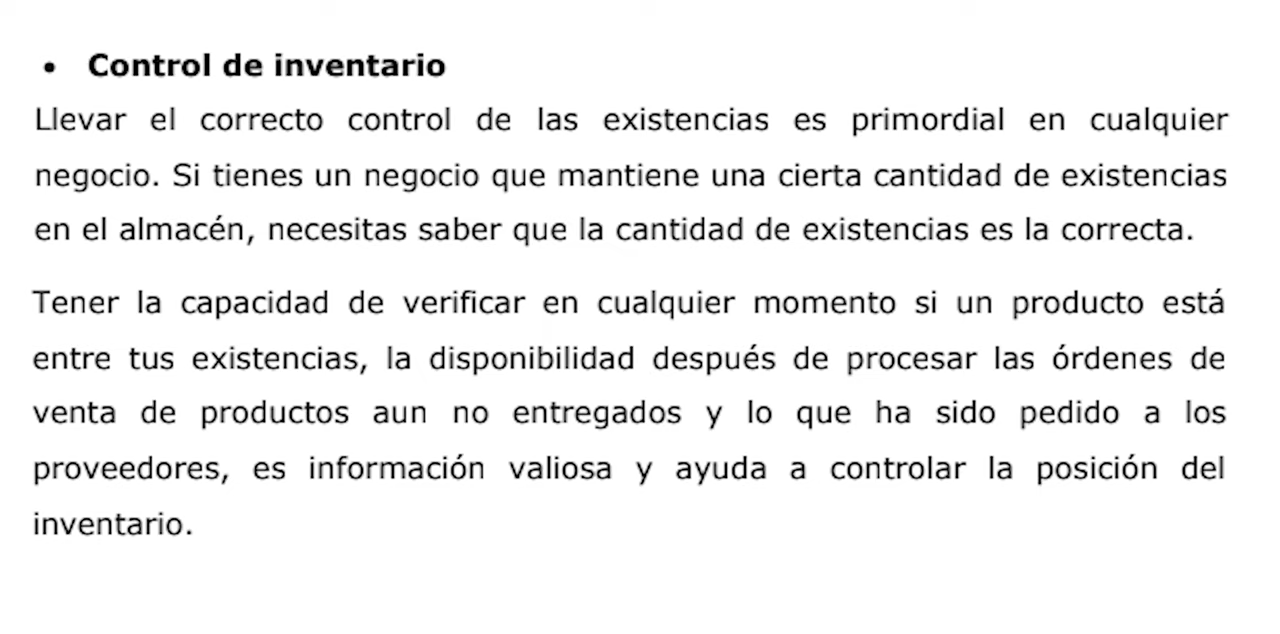 • Control de inventario
Llevar el correcto control de las existencias es primordial en cualquier
negocio. Si tienes un negocio que mantiene una cierta cantidad de existencias
en el almacén, necesitas saber que la cantidad de existencias es la correcta.
Tener la capacidad de verificar en cualquier momento si un producto está
entre tus existencias, la disponibilidad después de procesar las órdenes de
venta de productos aun no entregados y lo que ha sido pedido a los
proveedores, es información valiosa y ayuda a controlar la posición del
inventario.